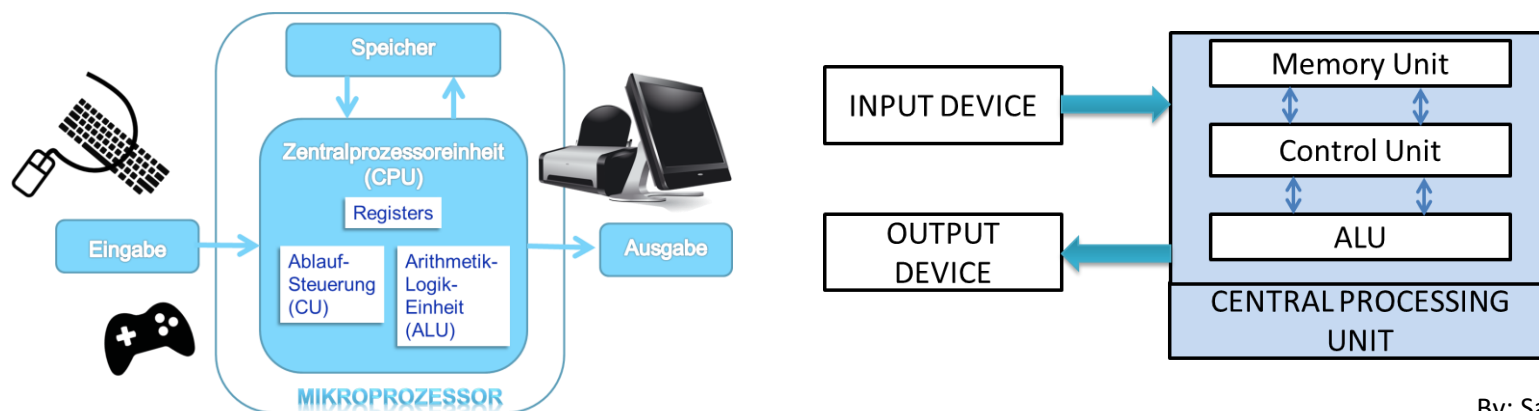 Speicher
Zentralprozessoreinheit
(CPU)
Registers
Eingabe
Ablauf-
Steuerung
(CU)
Arithmetik-
Logik-
Einheit
(ALU)
Ausgabe
MIKROPROZESSOR
INPUT DEVICE
OUTPUT
DEVICE
Memory Unit
Control Unit
ALU
CENTRAL PROCESSING
UNIT
By: